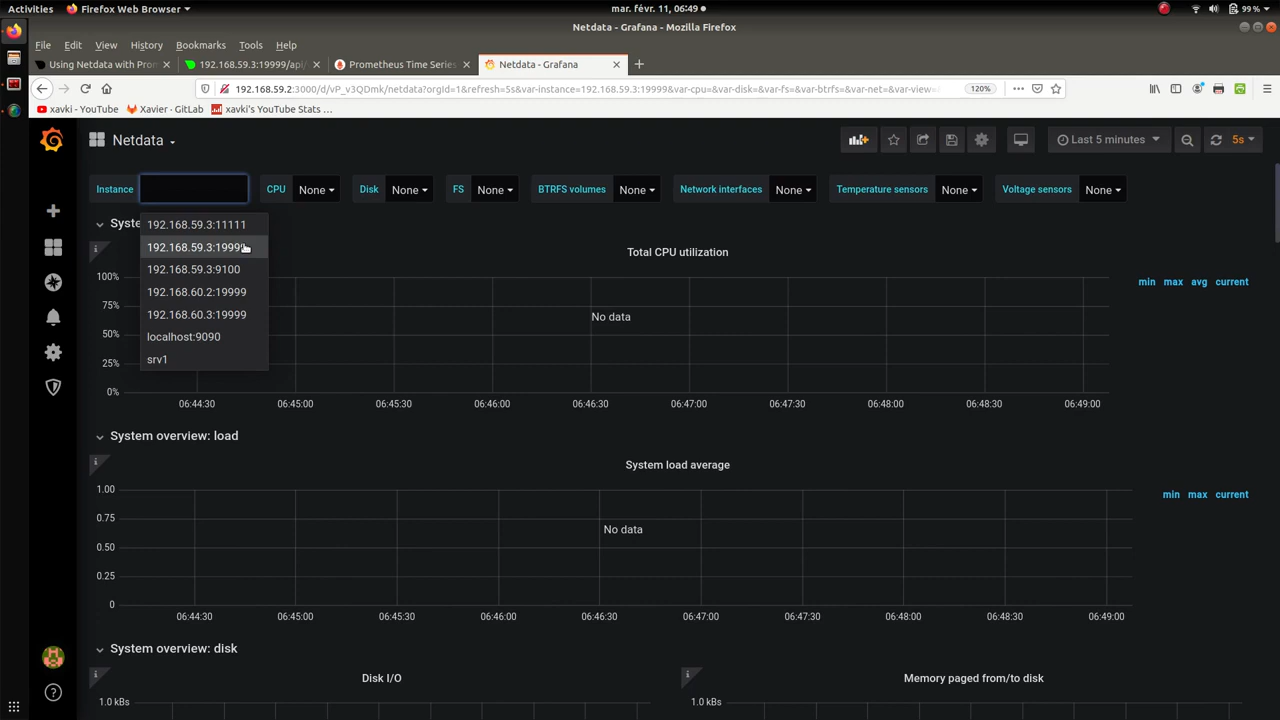 Activities
Firefox Web Browser
mar. févr. 11, 06:49
99 %
Netdata - Grafana - Mozilla Firefox
File Edit View History Bookmarks Tools Help
Using Netdata with Prom
192.168.59.3:19999/api/
Prometheus Time Series
Netdata - Grafana
192.168.59.2:3000/d/vP_v3QDmk/netdata?orgId=1&refresh=5s&var-instance=192.168.59.3:19999&var-cpu=&var-disk=&var-fs=&var-btrfs=&var-net=&var-view=
120%
xavki - YouTube
Xavier · GitLab
xavki's YouTube Stats …
Netdata
Last 5 minutes
5s
Instance
CPU None
Disk None
FS None
BTRFS volumes None
Network interfaces None
Temperature sensors None
Voltage sensors None
192.168.59.3:11111
192.168.59.3:19999
192.168.59.3:9100
192.168.60.2:19999
192.168.60.3:19999
localhost:9090
srv1
Syste
Total CPU utilization
100%
75%
50%
25%
0%
No data
min max avg current
06:44:30 06:45:00 06:45:30 06:46:00 06:46:30 06:47:00 06:47:30 06:48:00 06:48:30 06:49:00
System overview: load
System load average
1.00
0.75
0.50
0.25
0
No data
min max current
06:44:30 06:45:00 06:45:30 06:46:00 06:46:30 06:47:00 06:47:30 06:48:00 06:48:30 06:49:00
System overview: disk
Disk I/O
1.0 kBs
Memory paged from/to disk
1.0 kBs